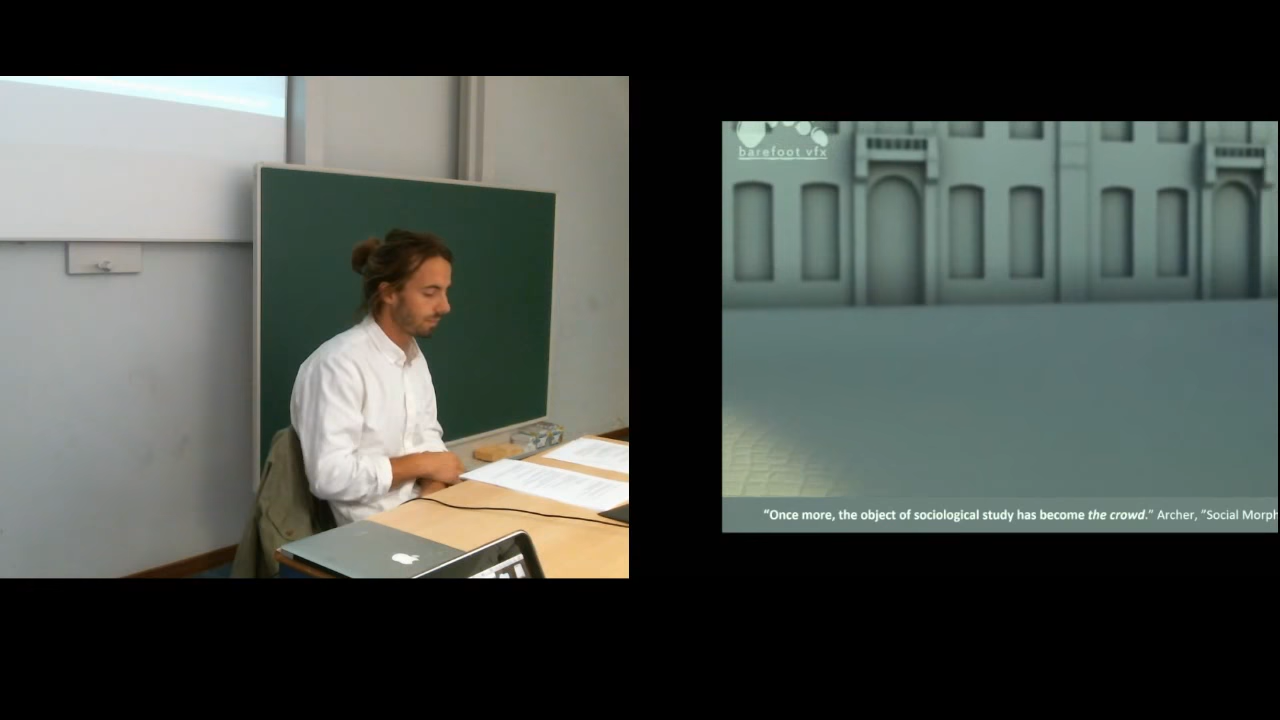 barefoot vfx
“Once more, the object of sociological study has become the crowd.” Archer, ”Social Morph